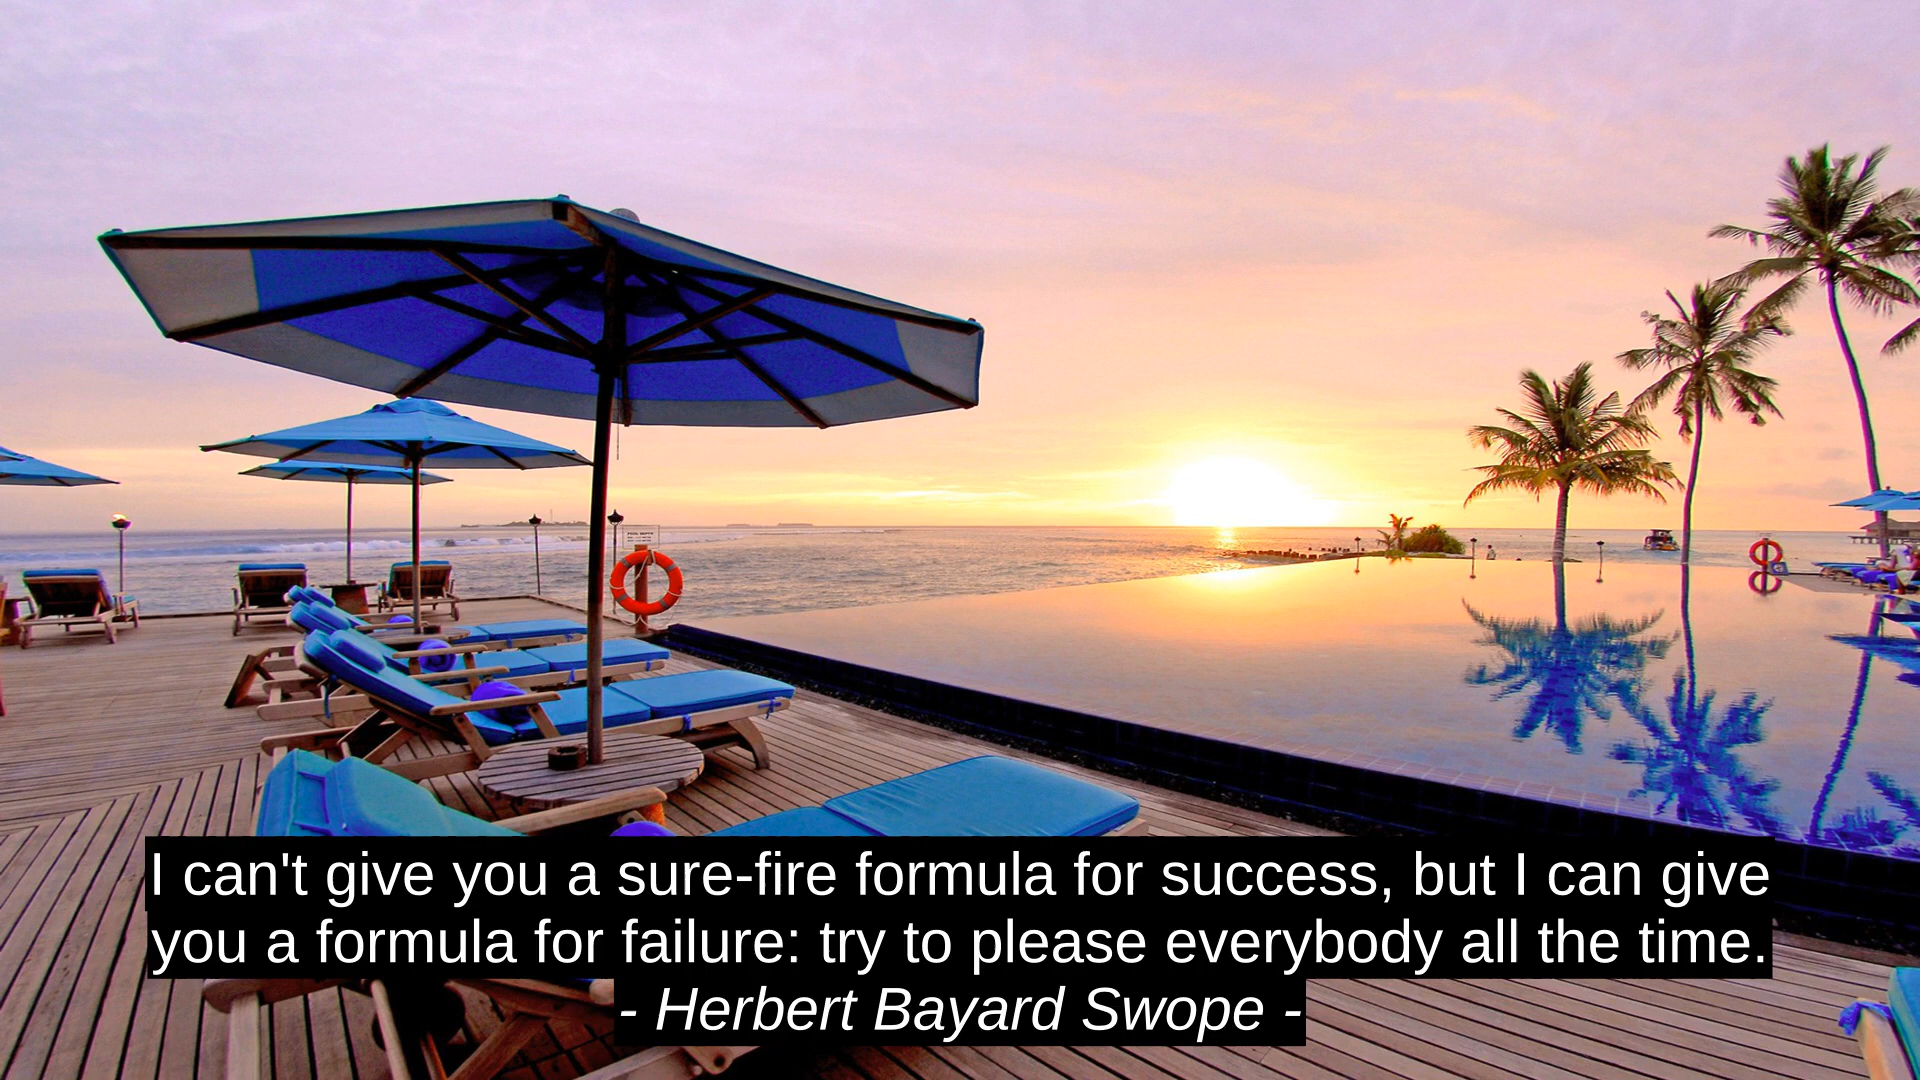 I can't give you a sure-fire formula for success, but I can give
you a formula for failure: try to please everybody all the time.
- Herbert Bayard Swope -